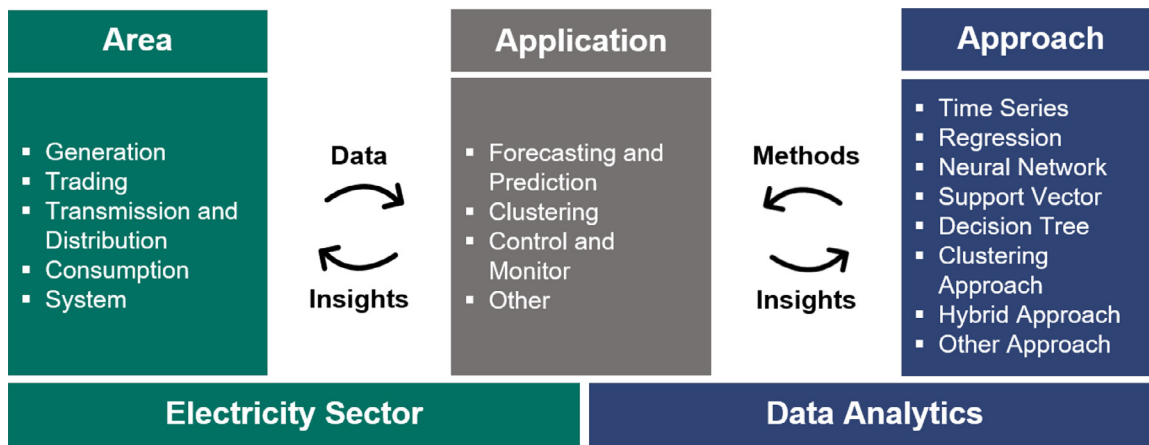 Area
▪ Generation
▪ Trading
▪ Transmission and
Distribution
▪ Consumption
▪ System
Data
Insights
Application
▪ Forecasting and
Prediction
▪ Clustering
▪ Control and
Monitor
▪ Other
Methods
Insights
Approach
▪ Time Series
▪ Regression
▪ Neural Network
▪ Support Vector
▪ Decision Tree
▪ Clustering
Approach
▪ Hybrid Approach
▪ Other Approach
Electricity Sector
Data Analytics